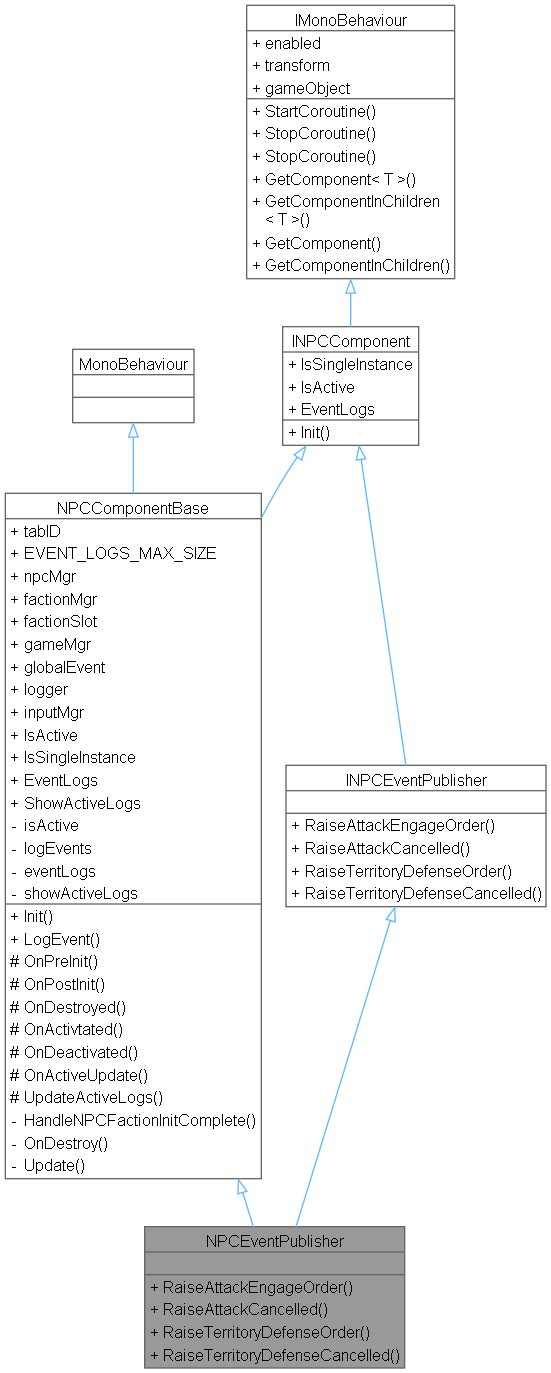 IMonoBehaviour
+ enabled
+ transform
+ gameObject
+ StartCoroutine()
+ StopCoroutine()
+ StopCoroutine()
+ GetComponent< T >()
+ GetComponentInChildren
< T >()
+ GetComponent()
+ GetComponentInChildren()
INPCComponent
+ IsSingleInstance
+ IsActive
+ EventLogs
+ Init()
MonoBehaviour
NPCComponentBase
+ tabID
+ EVENT_LOGS_MAX_SIZE
+ npcMgr
+ factionMgr
+ factionSlot
+ gameMgr
+ globalEvent
+ logger
+ inputMgr
+ IsActive
+ IsSingleInstance
+ EventLogs
+ ShowActiveLogs
- isActive
- logEvents
- eventLogs
- showActiveLogs
+ Init()
+ LogEvent()
# OnPreInit()
# OnPostInit()
# OnDestroyed()
# OnActivtated()
# OnDeactivated()
# OnActiveUpdate()
# UpdateActiveLogs()
- HandleNPCFactionInitComplete()
- OnDestroy()
- Update()
INPCEventPublisher
+ RaiseAttackEngageOrder()
+ RaiseAttackCancelled()
+ RaiseTerritoryDefenseOrder()
+ RaiseTerritoryDefenseCancelled()
NPCEventPublisher
+ RaiseAttackEngageOrder()
+ RaiseAttackCancelled()
+ RaiseTerritoryDefenseOrder()
+ RaiseTerritoryDefenseCancelled()